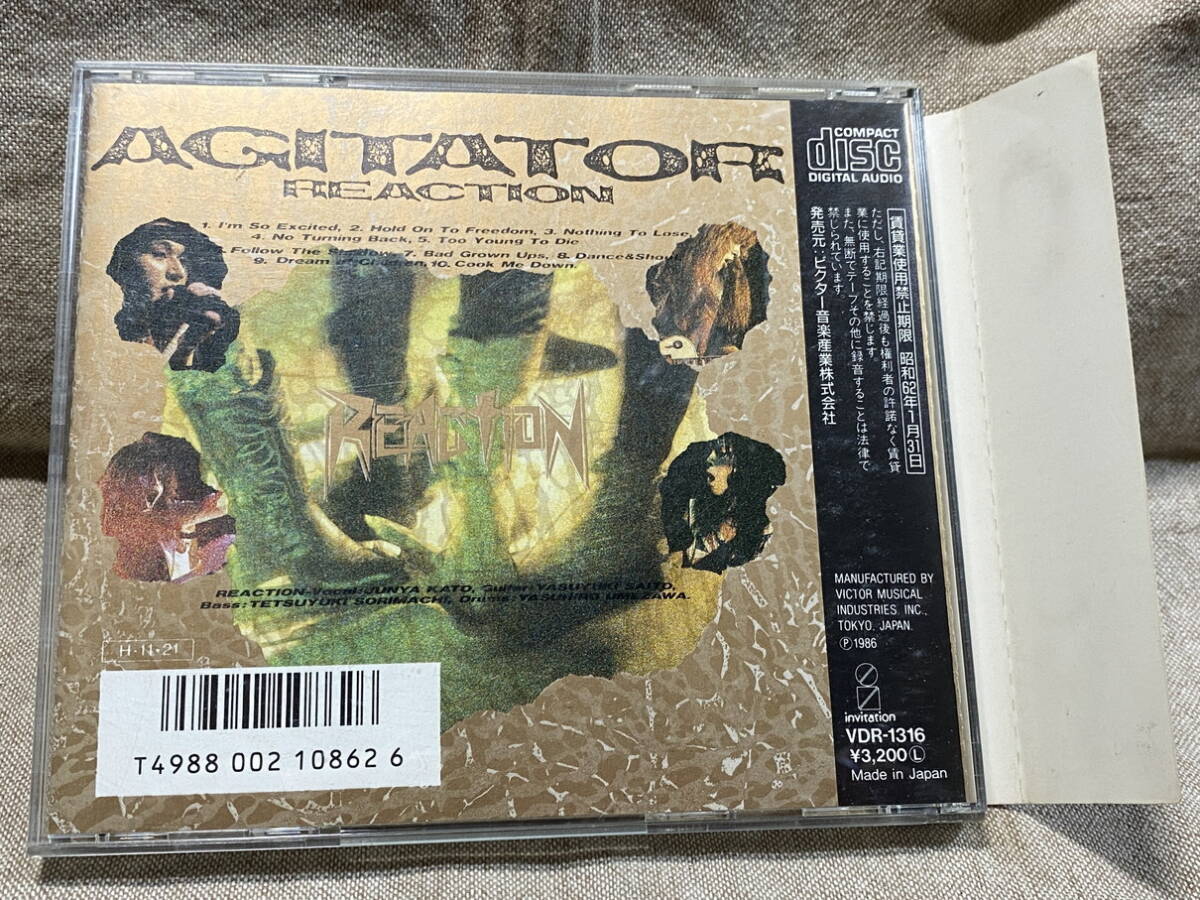 AGITATOR
REACTION
1. I'm So Excited, 2. Hold On To Freedom, 3. Nothing To Lose,
4. No Turning Back, 5. Too Young To Die
Follow The Shadow, 7. Bad Grown Ups, 8. Dance&Shout,
9. Dream of Children, 10. Cook Me Down.
REACTION
REACTION-Vocal:JUNYA KATO, Guitar:YASUYUKI SAITO,
Bass:TETSUYUKI SORIMACHI, Drums:YASUHIRO UMEZAWA.
H·11·21
T4988 002 10862 6
COMPACT
disc
DIGITAL AUDIO
賃貸業使用禁止期限 昭和62年1月31日
ただし、右記期限経過後も権利者の許諾なく賃貸
業に使用することを禁じます。
また、無断でテープその他に録音することは法律で
禁じられています。
発売元・ビクター音楽産業株式会社
MANUFACTURED BY
VICTOR MUSICAL
INDUSTRIES. INC.,
TOKYO. JAPAN.
Ⓟ1986
invitation
VDR-1316
¥3,200Ⓛ
Made in Japan